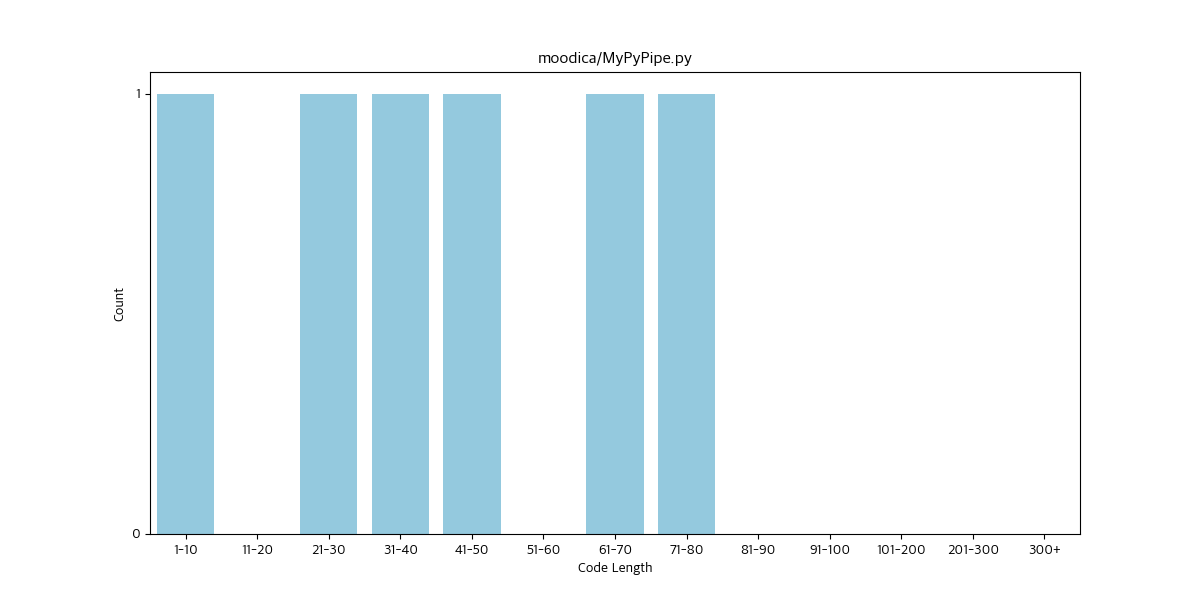 moodica/MyPyPipe.py
1
0
Count
1-10 11-20 21-30 31-40 41-50 51-60 61-70 71-80 81-90 91-100 101-200 201-300 300+
Code Length